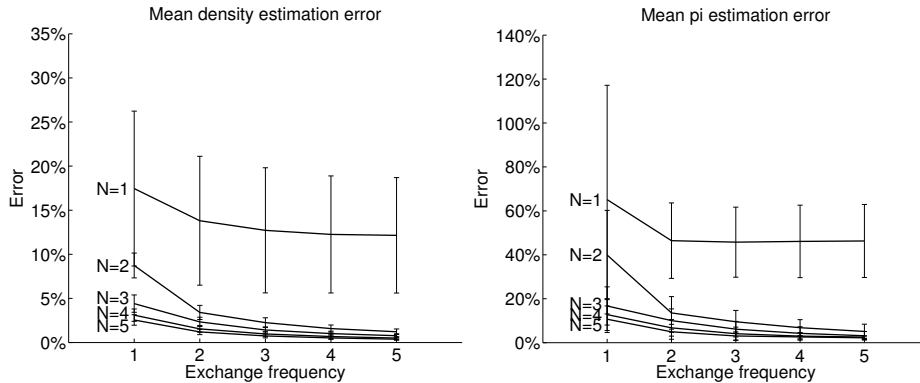 Mean density estimation error
35%
30%
25%
20%
15%
10%
5%
0%
Error
N=1
N=2
N=3
N=4
N=5
1 2 3 4 5
Exchange frequency
Mean pi estimation error
140%
120%
100%
80%
60%
40%
20%
0%
Error
N=1
N=2
N=3
N=4
N=5
1 2 3 4 5
Exchange frequency